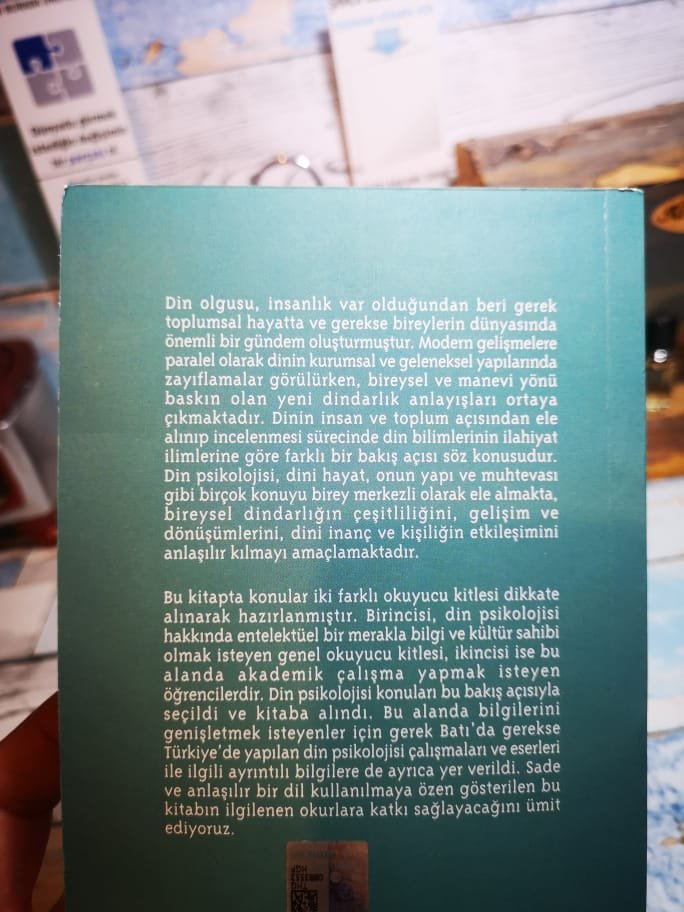 Din olgusu, insanlık var olduğundan beri gerek
toplumsal hayatta ve gerekse bireylerin dünyasında
önemli bir gündem oluşturmuştur. Modern gelişmelere
paralel olarak dinin kurumsal ve geleneksel yapılarında
zayıflamalar görülürken, bireysel ve manevi yönü
baskın olan yeni dindarlık anlayışları ortaya
çıkmaktadır. Dinin insan ve toplum açısından ele
alınıp incelenmesi sürecinde din bilimlerinin ilahiyat
ilimlerine göre farklı bir bakış açısı söz konusudur.
Din psikolojisi, dini hayat, onun yapı ve muhtevası
gibi birçok konuyu birey merkezli olarak ele almakta,
bireysel dindarlığın çeşitliliğini, gelişim ve
dönüşümlerini, dini inanç ve kişiliğin etkileşimini
anlaşılır kılmayı amaçlamaktadır.
Bu kitapta konular iki farklı okuyucu kitlesi dikkate
alınarak hazırlanmıştır. Birincisi, din psikolojisi
hakkında entelektüel bir merakla bilgi ve kültür sahibi
olmak isteyen genel okuyucu kitlesi, ikincisi ise bu
alanda akademik çalışma yapmak isteyen
öğrencilerdir. Din psikolojisi konuları bu bakış açısıyla
seçildi ve kitaba alındı. Bu alanda bilgilerini
genişletmek isteyenler için gerek Batı'da gerekse
Türkiye'de yapılan din psikolojisi çalışmaları ve eserleri
ile ilgili ayrıntılı bilgilere de ayrıca yer verildi. Sade
ve anlaşılır bir dil kullanılmaya özen gösterilen bu
kitabın ilgilenen okurlara katkı sağlayacağını ümit
ediyoruz.